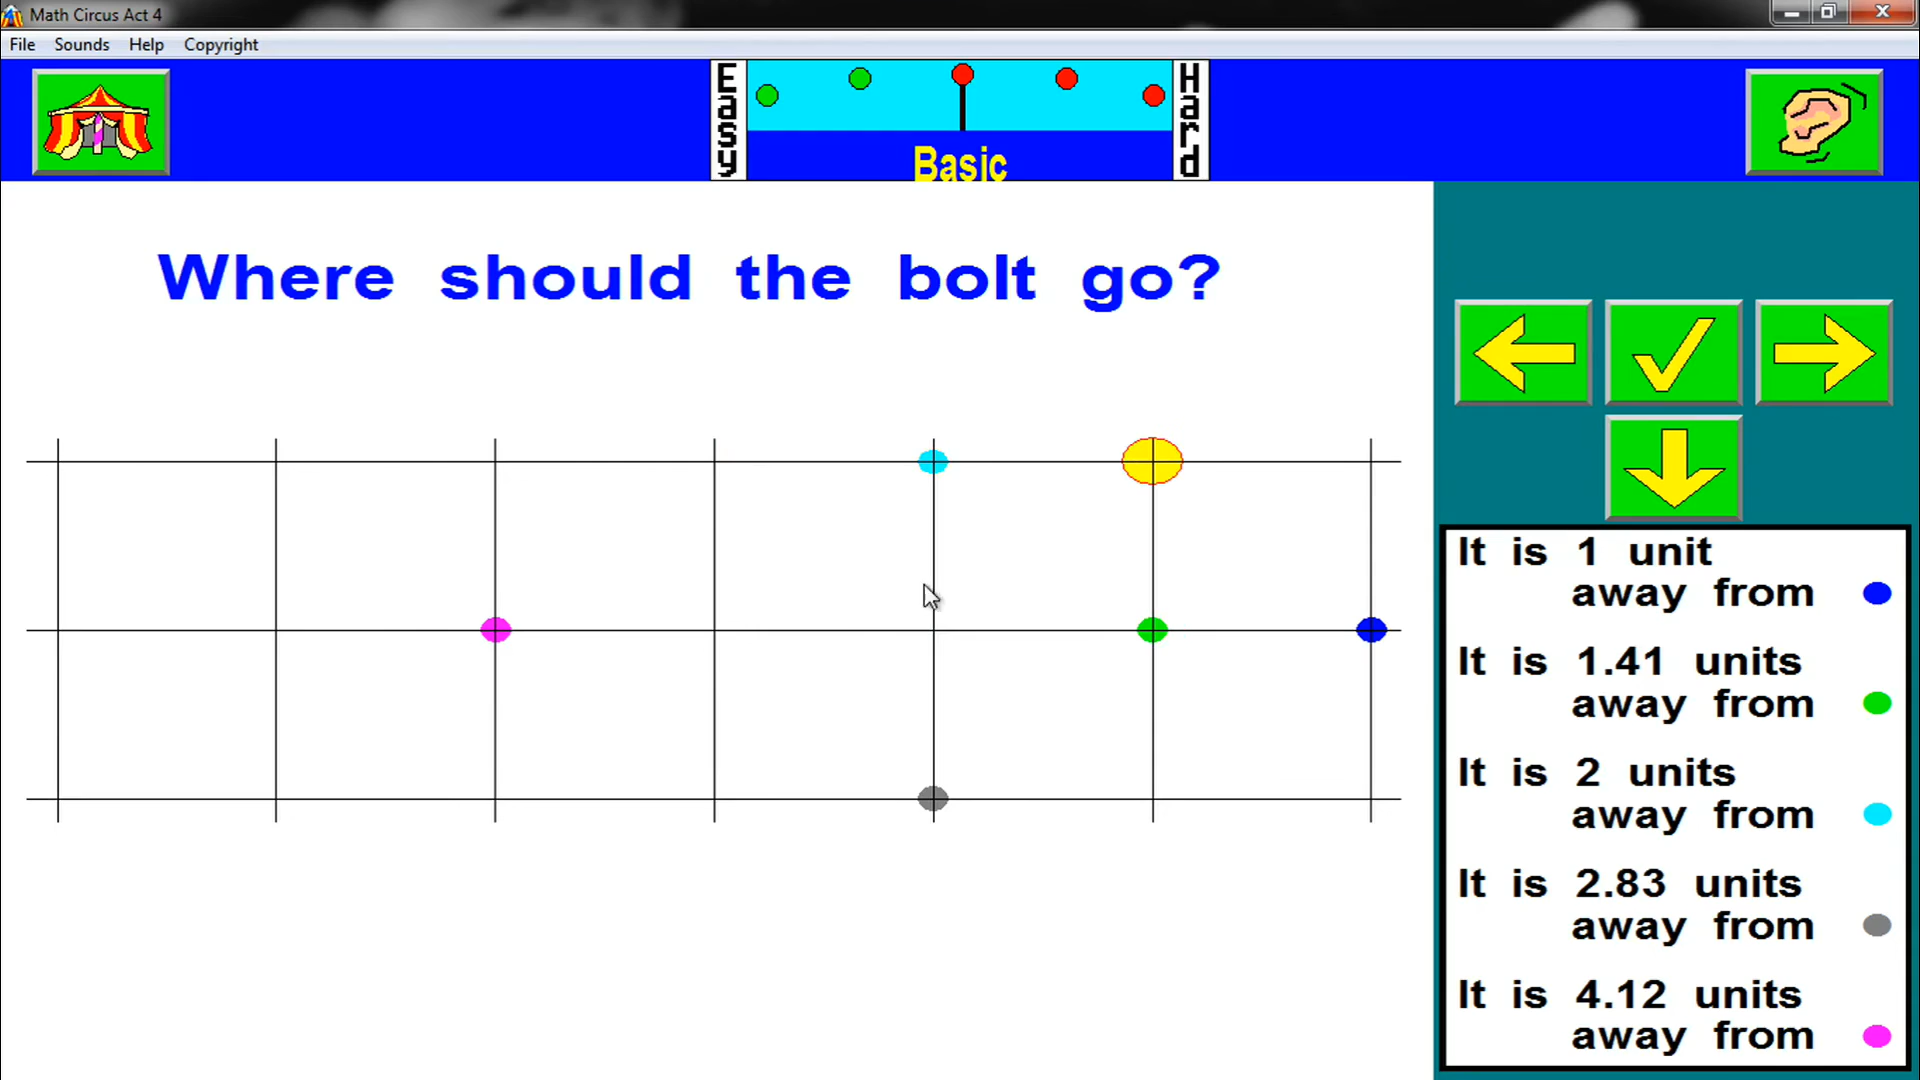 Math Circus Act 4
File Sounds Help Copyright
Easy
Hard
Basic
Where should the bolt go?
It is 1 unit
away from
It is 1.41 units
away from
It is 2 units
away from
It is 2.83 units
away from
It is 4.12 units
away from